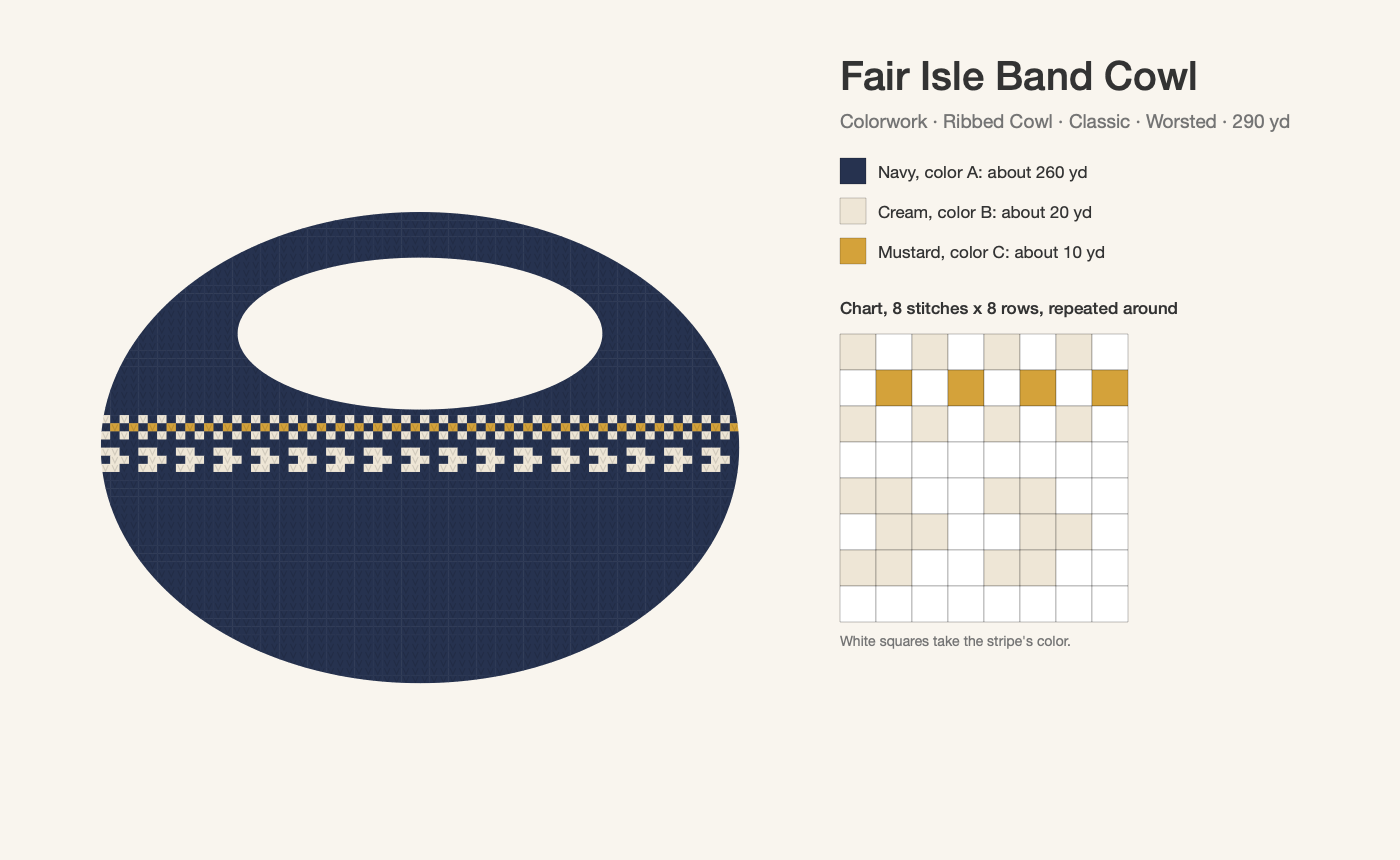 Fair Isle Band Cowl
Colorwork · Ribbed Cowl · Classic · Worsted · 290 yd
Navy, color A: about 260 yd
Cream, color B: about 20 yd
Mustard, color C: about 10 yd
Chart, 8 stitches x 8 rows, repeated around
White squares take the stripe's color.